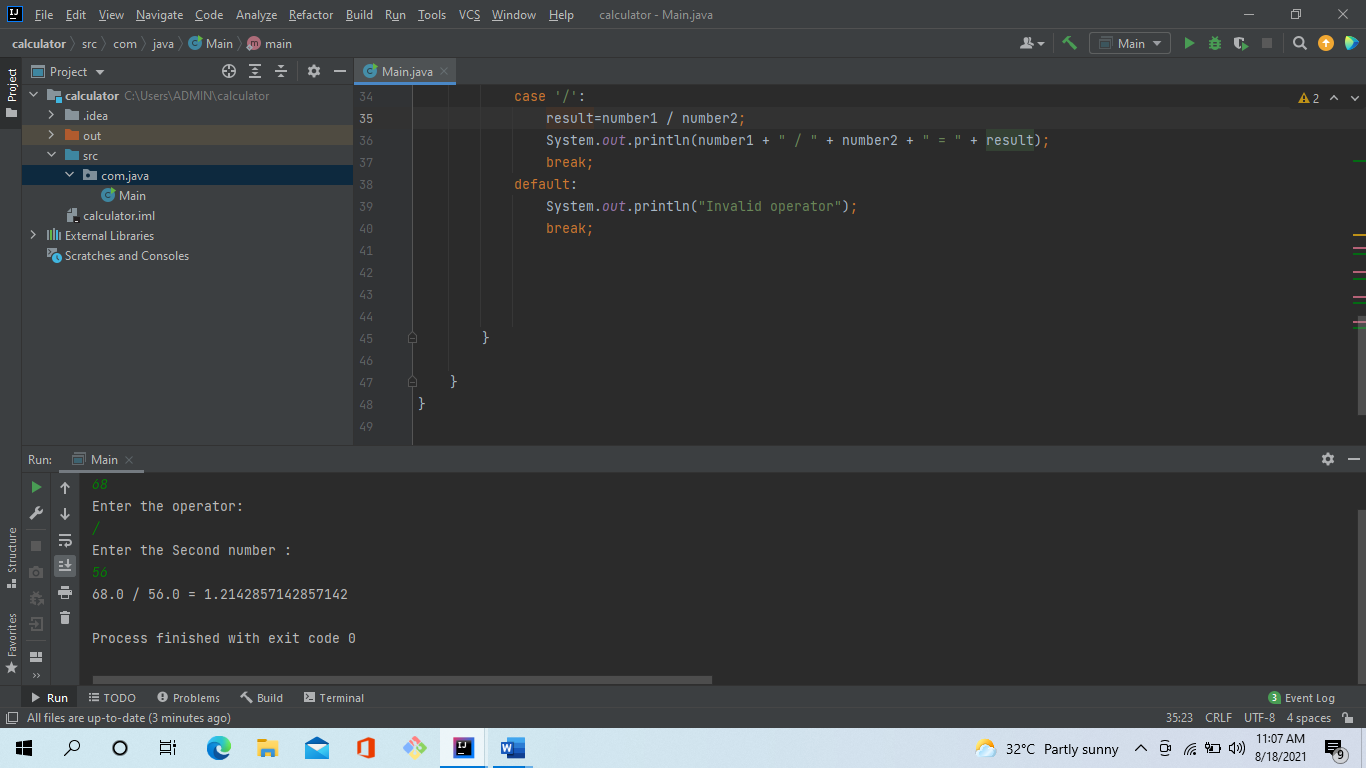 File Edit View Navigate Code Analyze Refactor Build Run Tools VCS Window Help calculator - Main.java
calculator src com java Main main
Main
Project
Project
Main.java
calculator C:\Users\ADMIN\calculator
.idea
out
src
com.java
Main
calculator.iml
External Libraries
Scratches and Consoles
2
34 case '/':
35 result=number1 / number2;
36 System.out.println(number1 + " / " + number2 + " = " + result);
37 break;
38 default:
39 System.out.println("Invalid operator");
40 break;
41
42
43
44
45 }
46
47 }
48 }
49
Run: Main
68
Enter the operator:
/
Enter the Second number :
56
68.0 / 56.0 = 1.2142857142857142
Process finished with exit code 0
Structure
Favorites
Run TODO Problems Build Terminal 3 Event Log
All files are up-to-date (3 minutes ago) 35:23 CRLF UTF-8 4 spaces
32°C Partly sunny
11:07 AM
8/18/2021
9